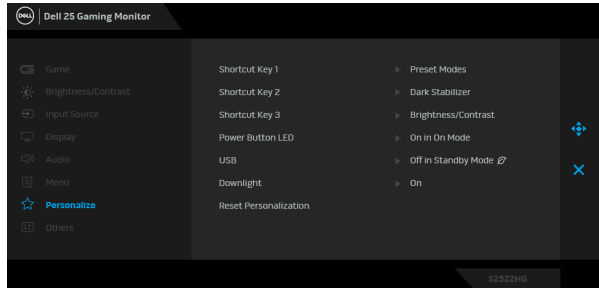 DELL
Dell 25 Gaming Monitor
Game
Brightness/Contrast
Input Source
Display
Audio
Menu
Personalize
Others
Shortcut Key 1 Preset Modes
Shortcut Key 2 Dark Stabilizer
Shortcut Key 3 Brightness/Contrast
Power Button LED On in On Mode
USB Off in Standby Mode
Downlight On
Reset Personalization
S2522HG